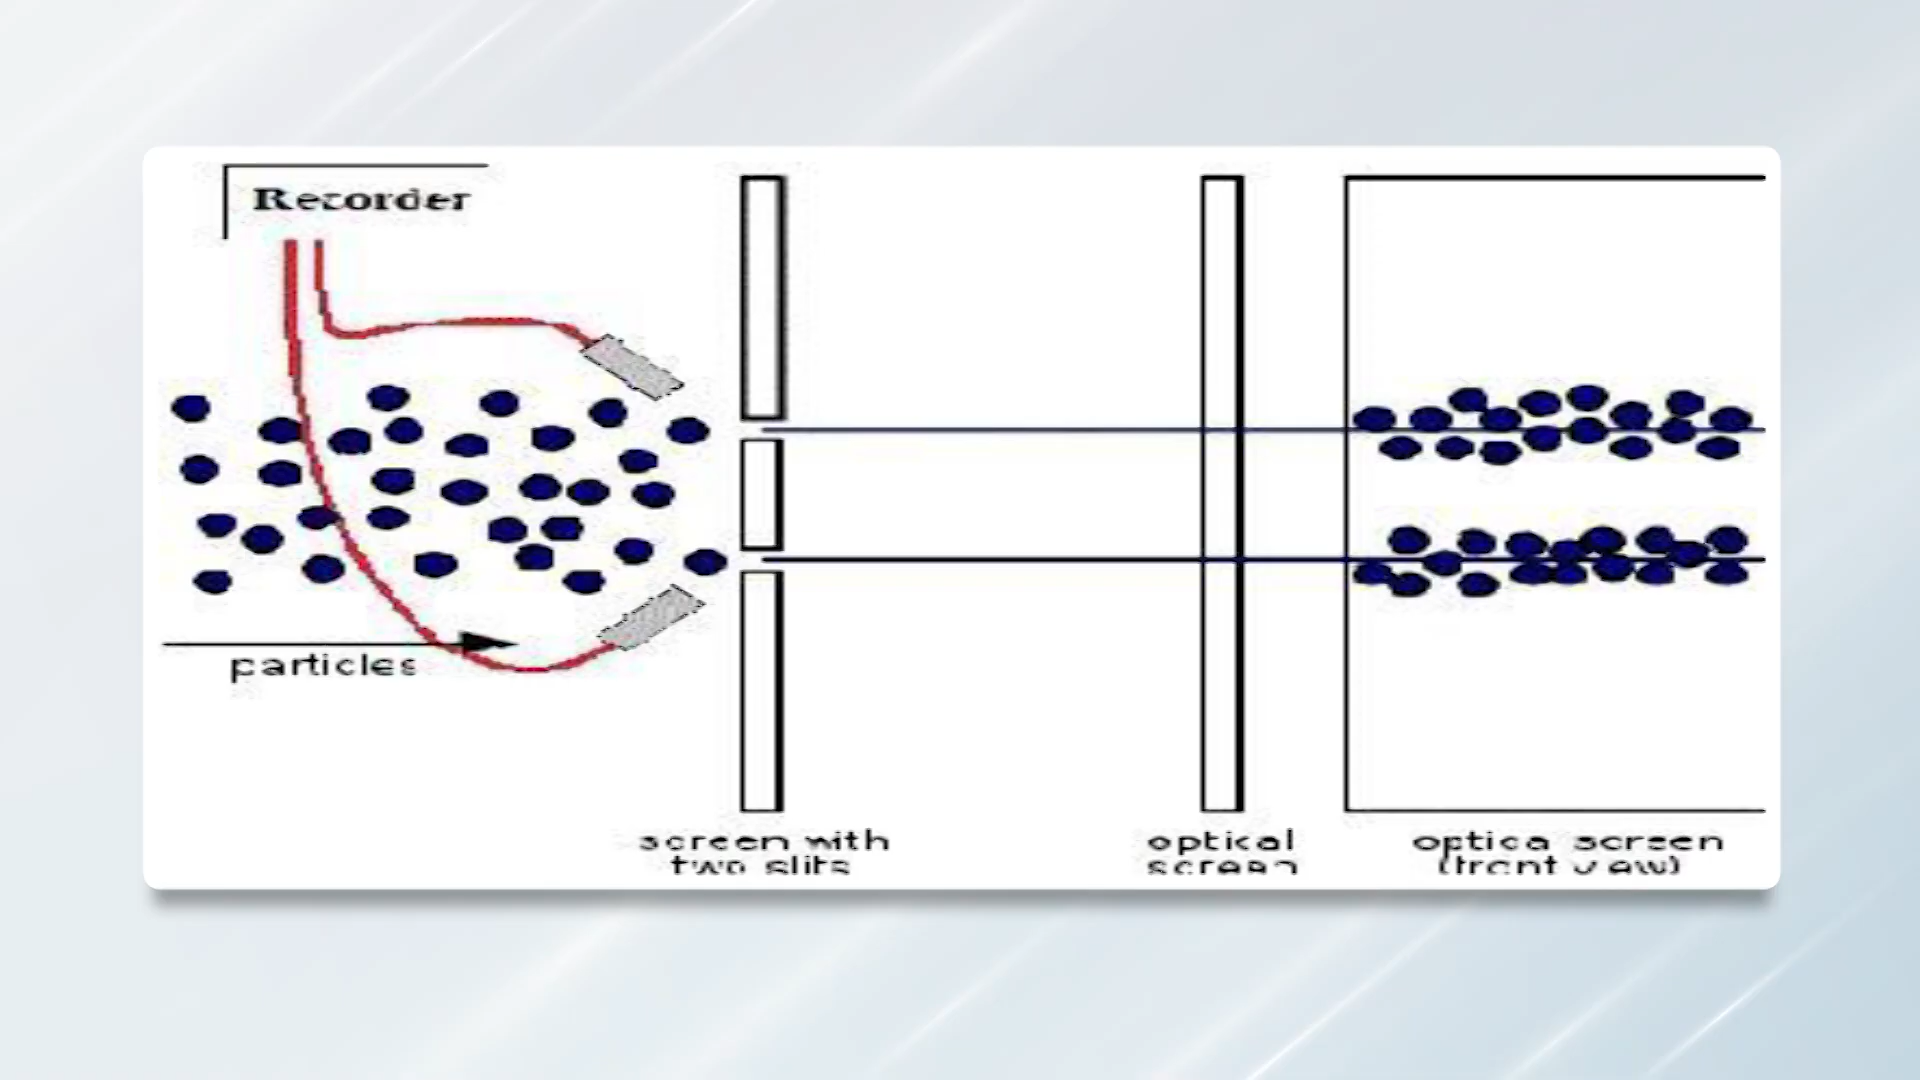 Recorder
particles
screen with
two slits
optical
screen
optica screen
(front view)